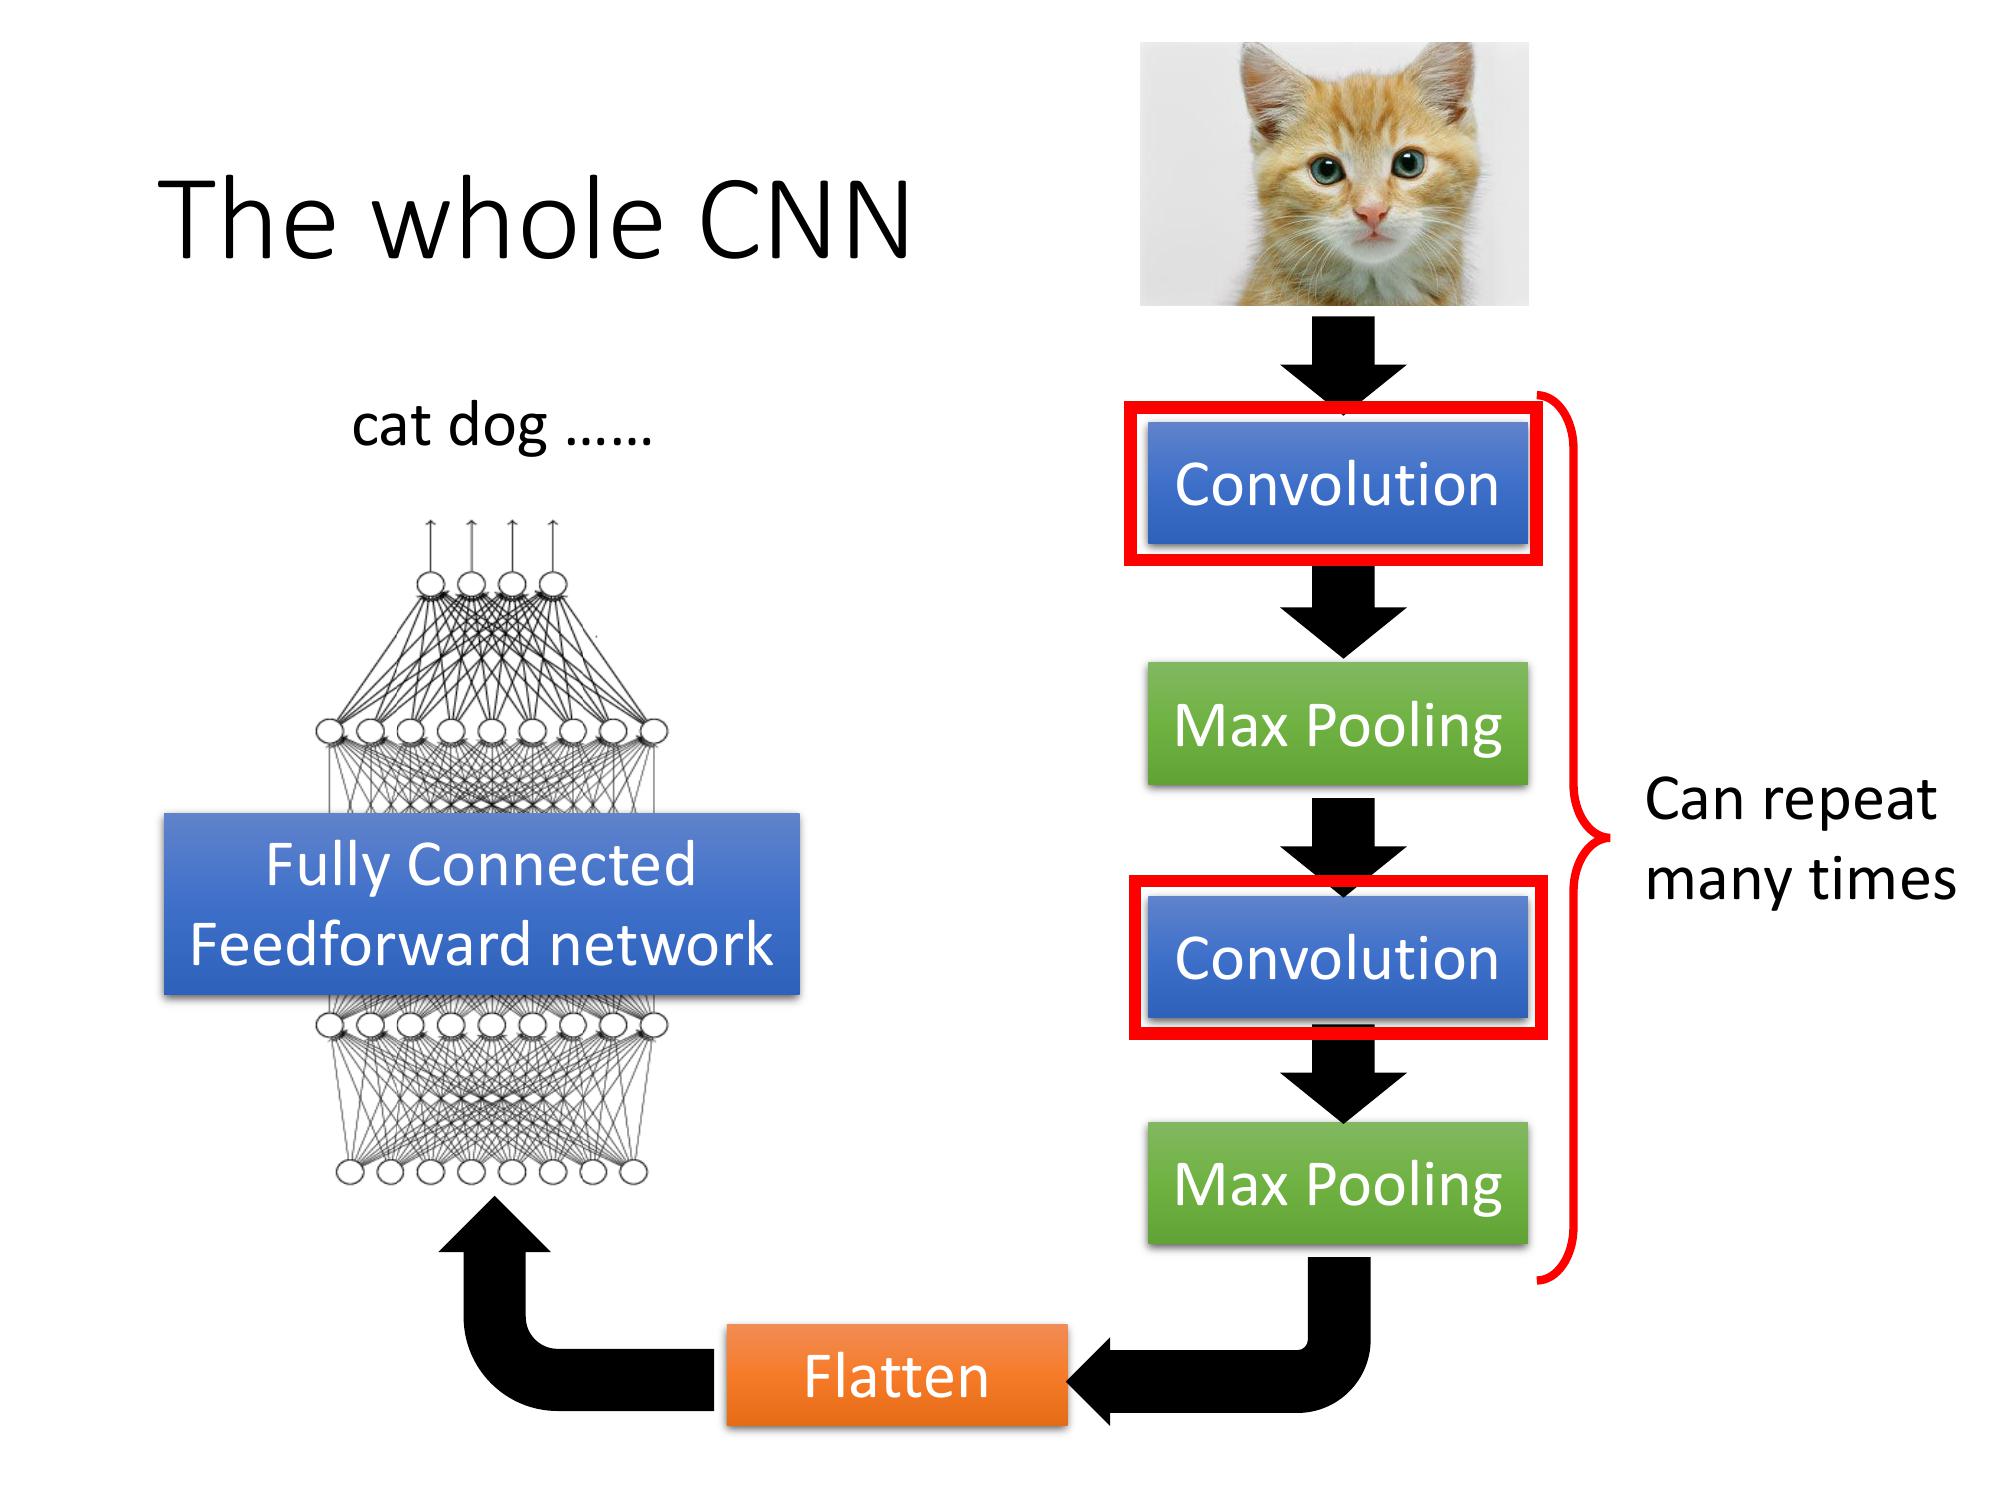 The whole CNN
cat dog ……
Convolution
Max Pooling
Convolution
Max Pooling
Can repeat
many times
Flatten
Fully Connected
Feedforward network